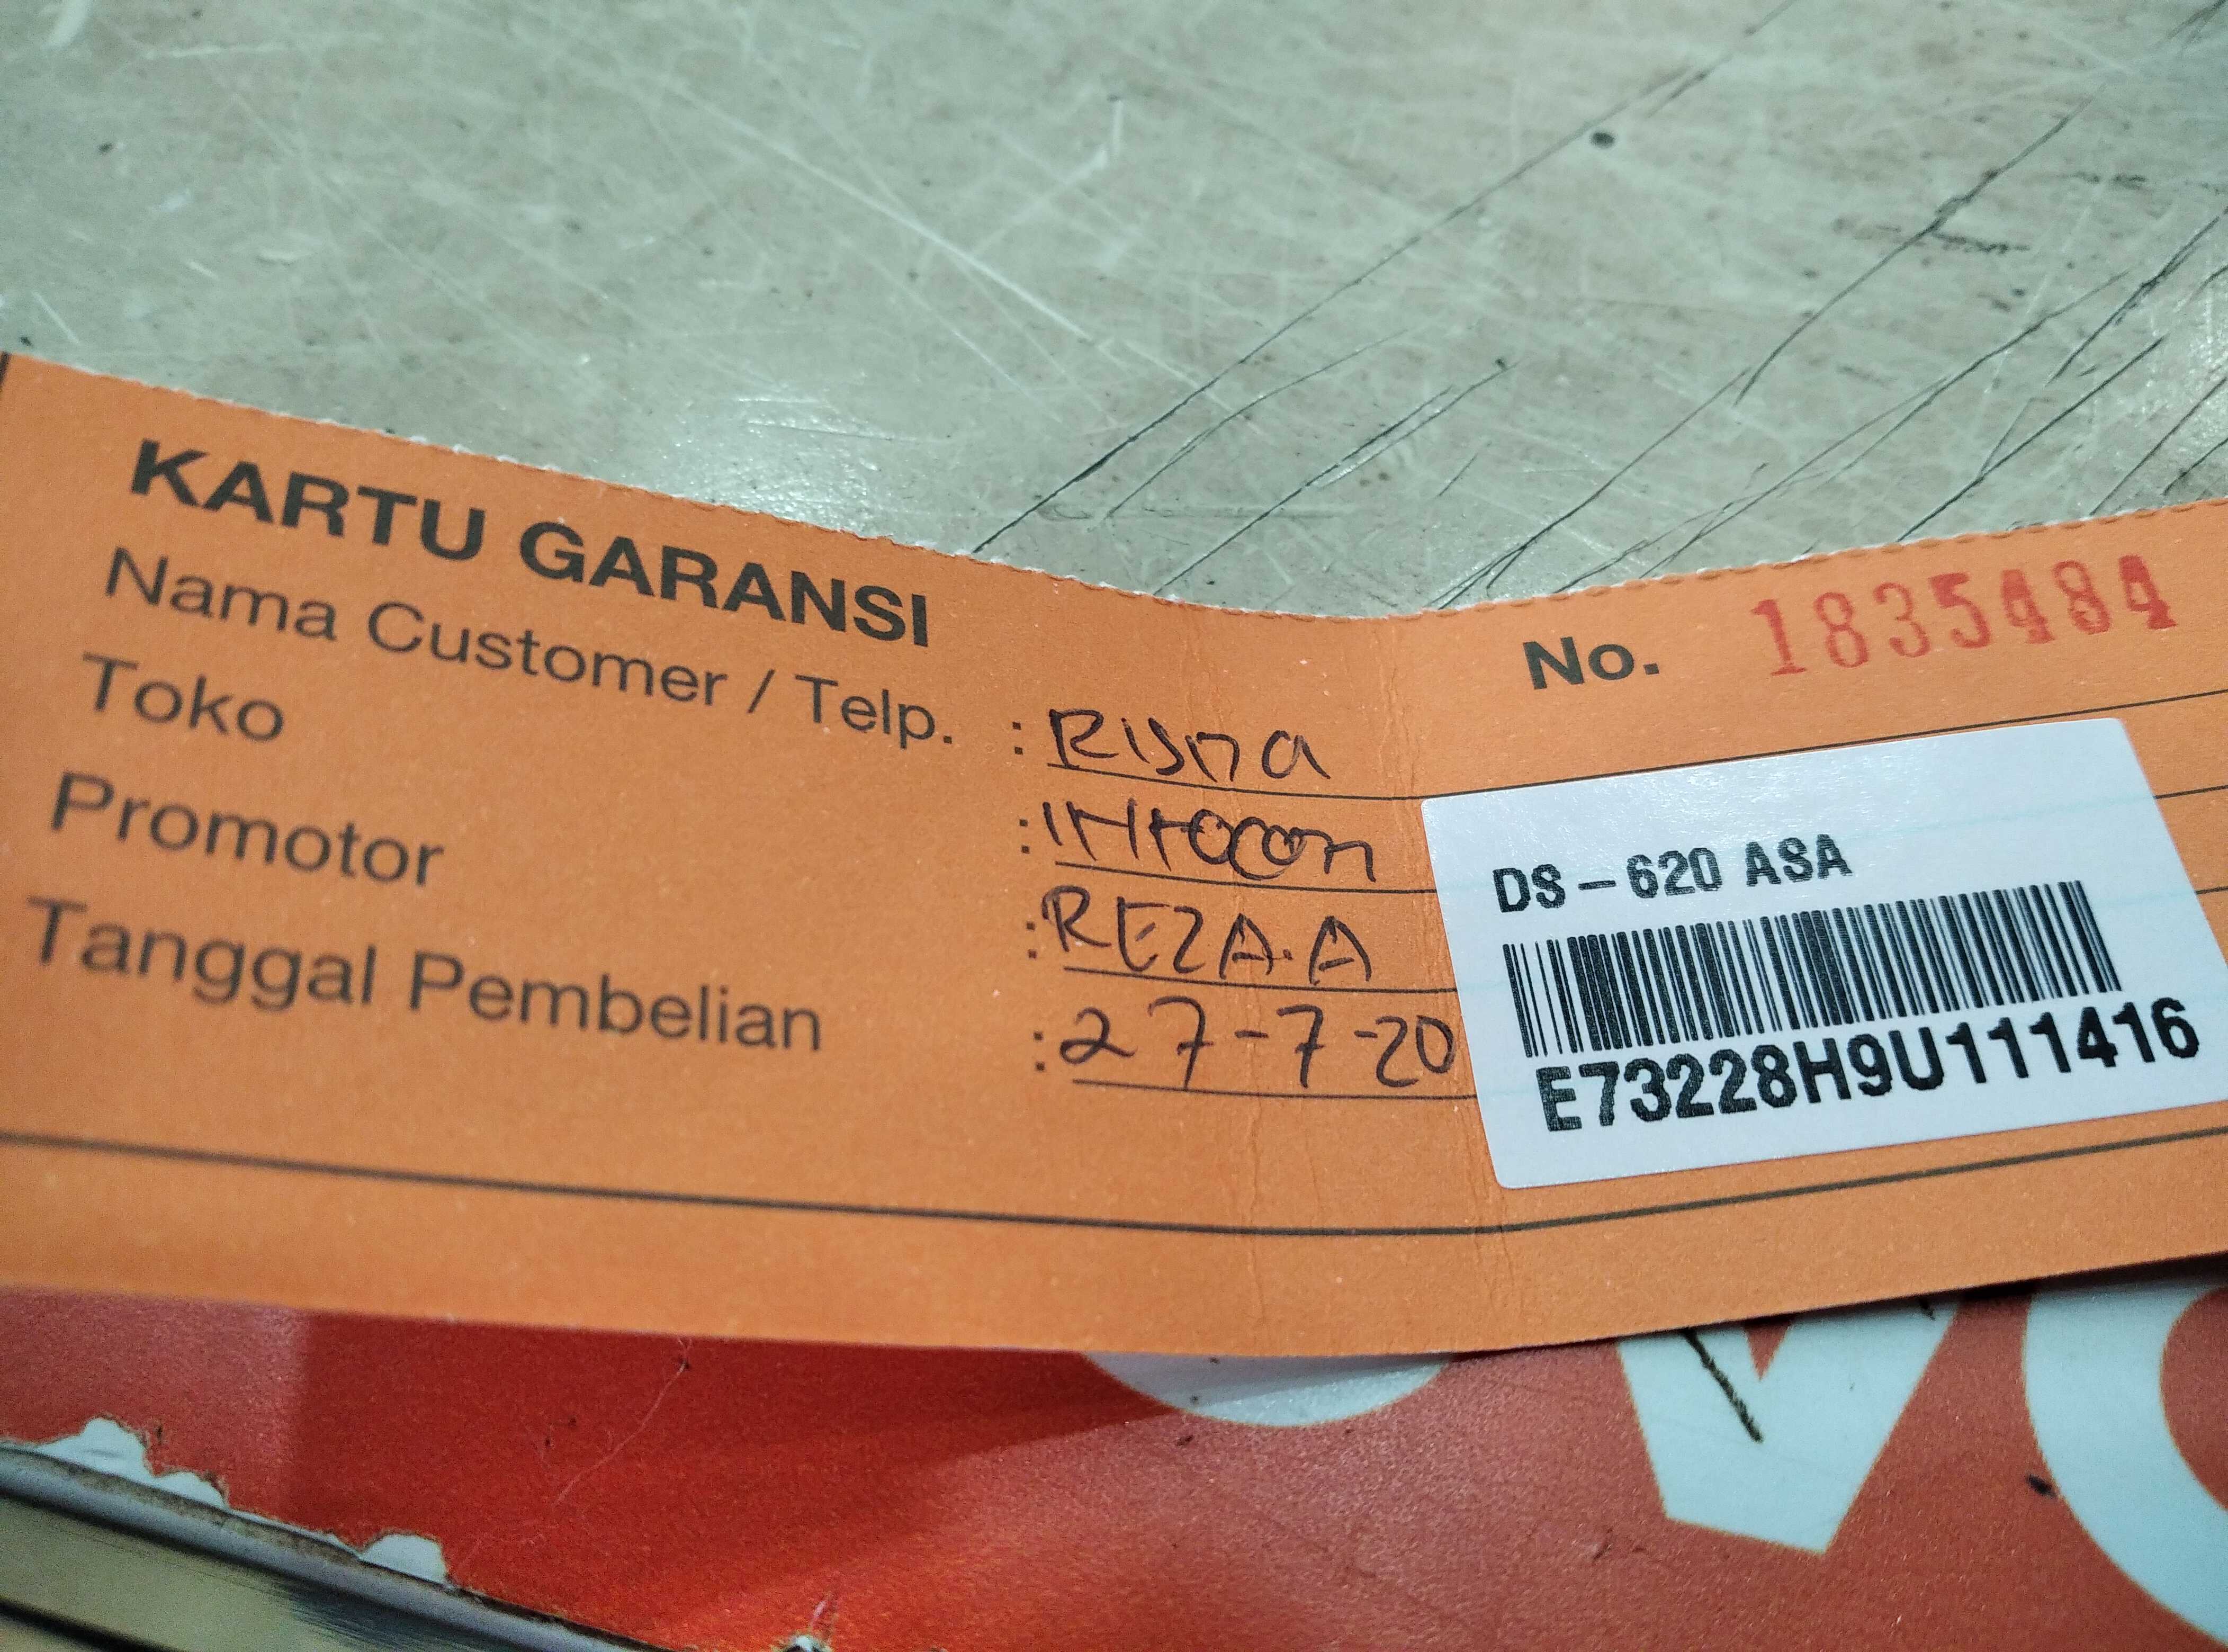 KARTU GARANSI
No. 1835484
Nama Customer / Telp. : Risna
Toko :
Promotor : REZA.A
Tanggal Pembelian : 27-7-20
DS-620 ASA
E73228H9U111416